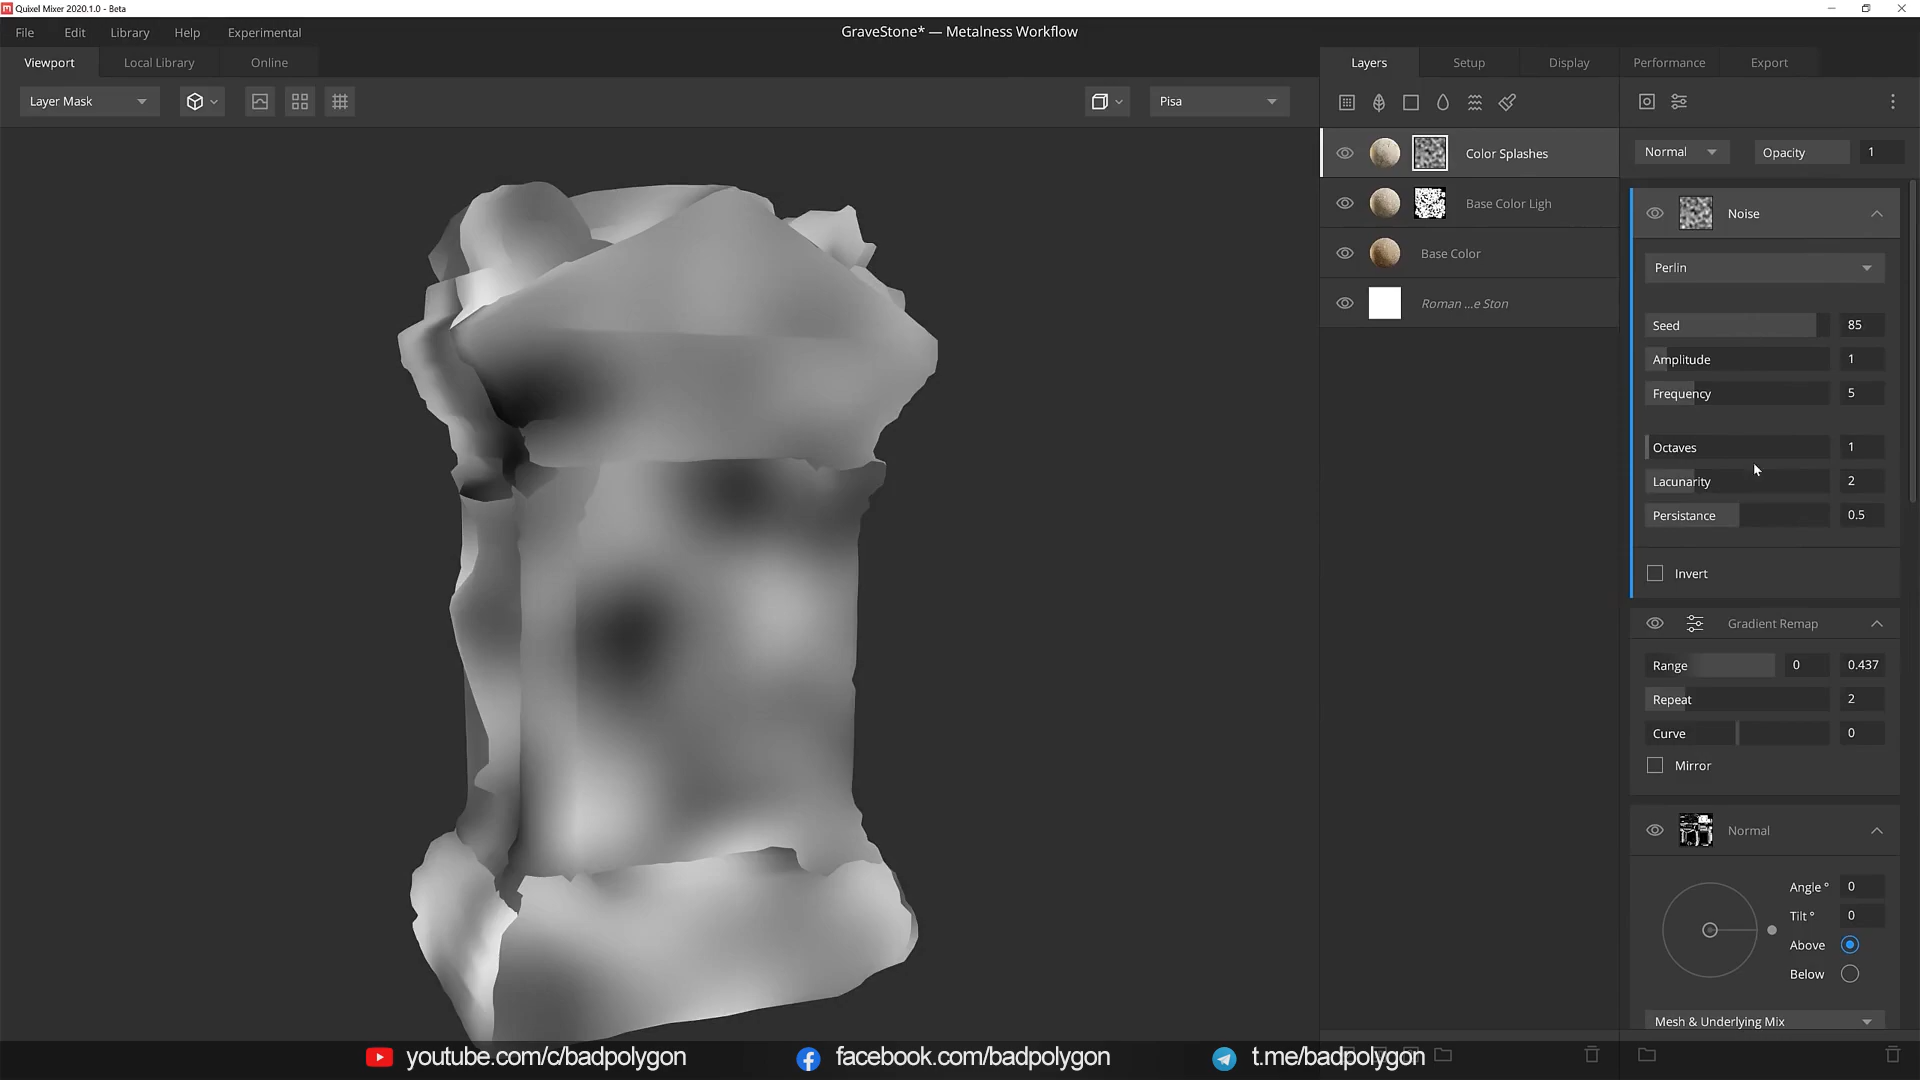 Quixel Mixer 2020.1.0 - Beta
File Edit Library Help Experimental
GraveStone* — Metalness Workflow
Viewport Local Library Online
Layers Setup Display Performance Export
Layer Mask
Pisa
Normal Opacity 1
Color Splashes
Base Color Ligh
Base Color
Roman ...e Ston
Noise
Perlin
Seed 85
Amplitude 1
Frequency 5
Octaves 1
Lacunarity 2
Persistance 0.5
Invert
Gradient Remap
Range 0 0.437
Repeat 2
Curve 0
Mirror
Normal
Angle ° 0
Tilt ° 0
Above
Below
Mesh & Underlying Mix
youtube.com/c/badpolygon facebook.com/badpolygon t.me/badpolygon